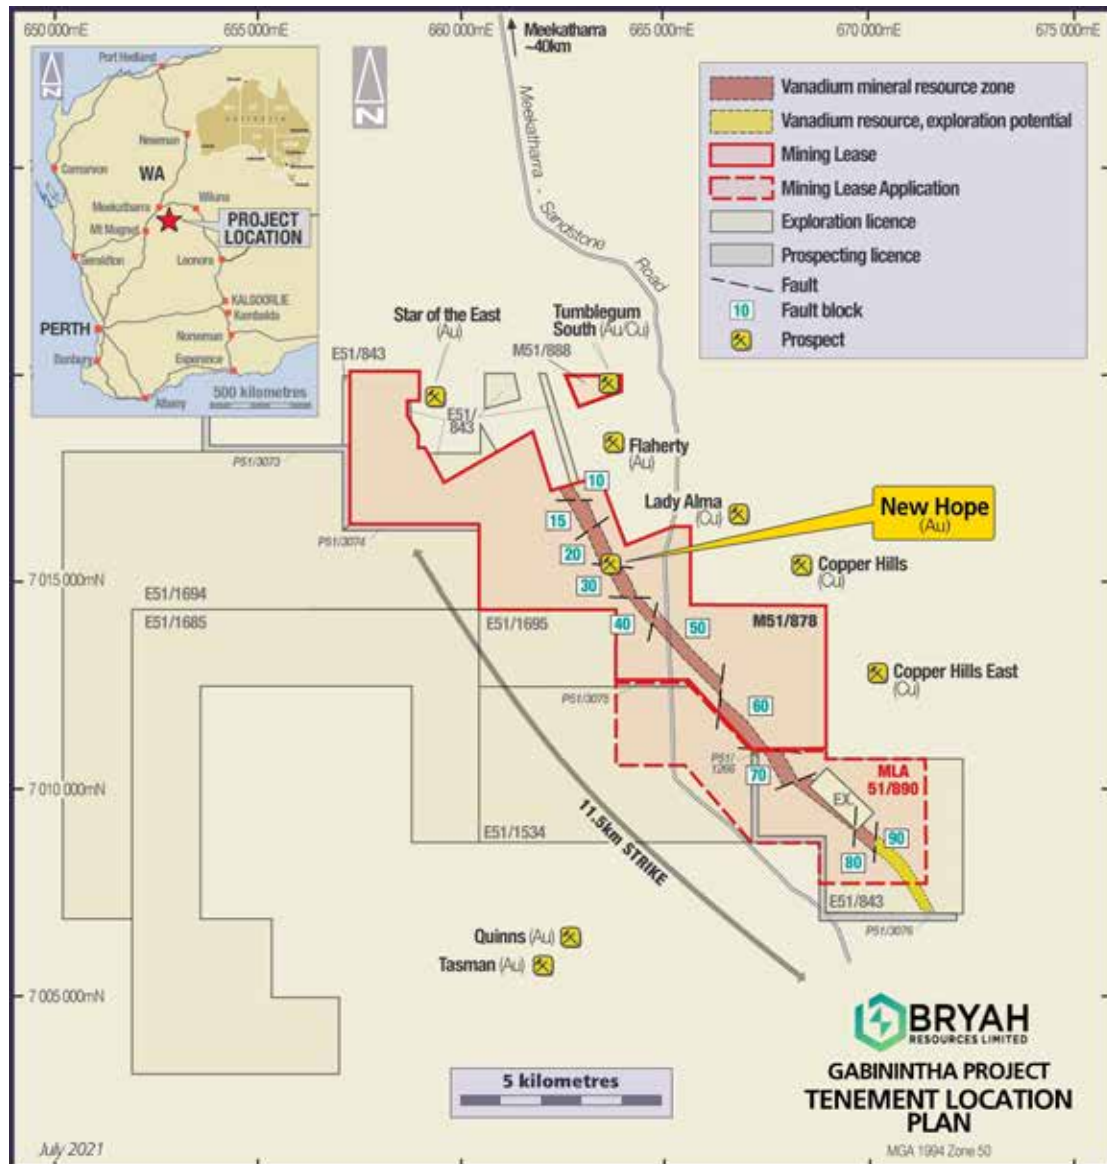 650 000mE
655 000mE
660 000mE
665 000mE
670 000mE
675 000mE
Meekatharra
~40km
Meekatharra - Sandstone Road
N
N
Port Hedland
Newman
Carnarvon
WA
Meekatharra
Wiluna
Mt Magnet
PROJECT
LOCATION
Geraldton
Leonora
KALGOORLIE
Kambalda
PERTH
Norseman
Bunbury
Esperance
Albany
500 kilometres
AUSTRALIA
Vanadium mineral resource zone
Vanadium resource, exploration potential
Mining Lease
Mining Lease Application
Exploration licence
Prospecting licence
Fault
10
Fault block
Prospect
Star of the East
(Au)
Tumblegum
South (Au/Cu)
E51/843
M51/888
E51/
843
Flaherty
(Au)
P51/3073
10
Lady Alma
(Cu)
New Hope
(Au)
15
P51/3074
20
Copper Hills
(Cu)
7 015 000mN
30
E51/1694
E51/1685
E51/1695
40
50
M51/878
Copper Hills East
(Cu)
P51/3075
60
P51/
1266
70
MLA
51/890
7 010 000mN
EX.
11.5km STRIKE
E51/1534
90
80
E51/843
P51/3076
Quinns (Au)
Tasman (Au)
7 005 000mN
BRYAH
RESOURCES LIMITED
GABININTHA PROJECT
TENEMENT LOCATION
PLAN
5 kilometres
July 2021
MGA 1994 Zone 50